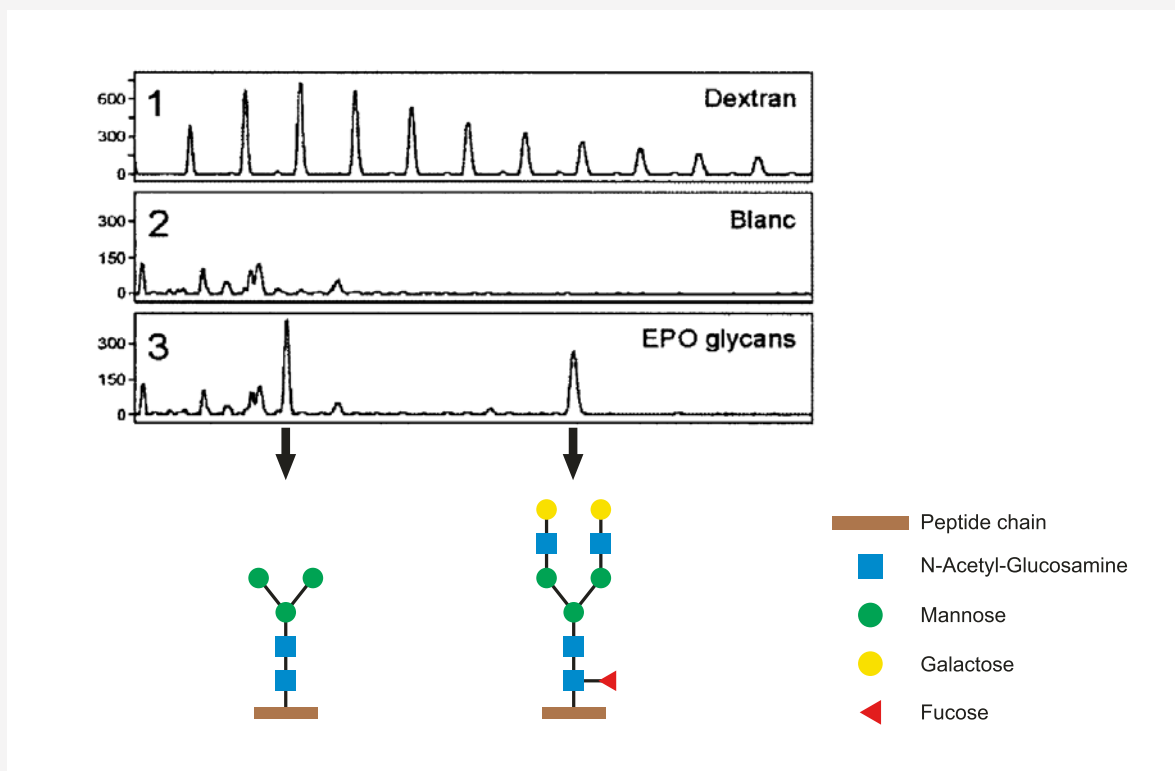 600
300
0
1
Dextran
300
150
0
2
Blanc
300
150
0
3
EPO glycans
Peptide chain
N-Acetyl-Glucosamine
Mannose
Galactose
Fucose